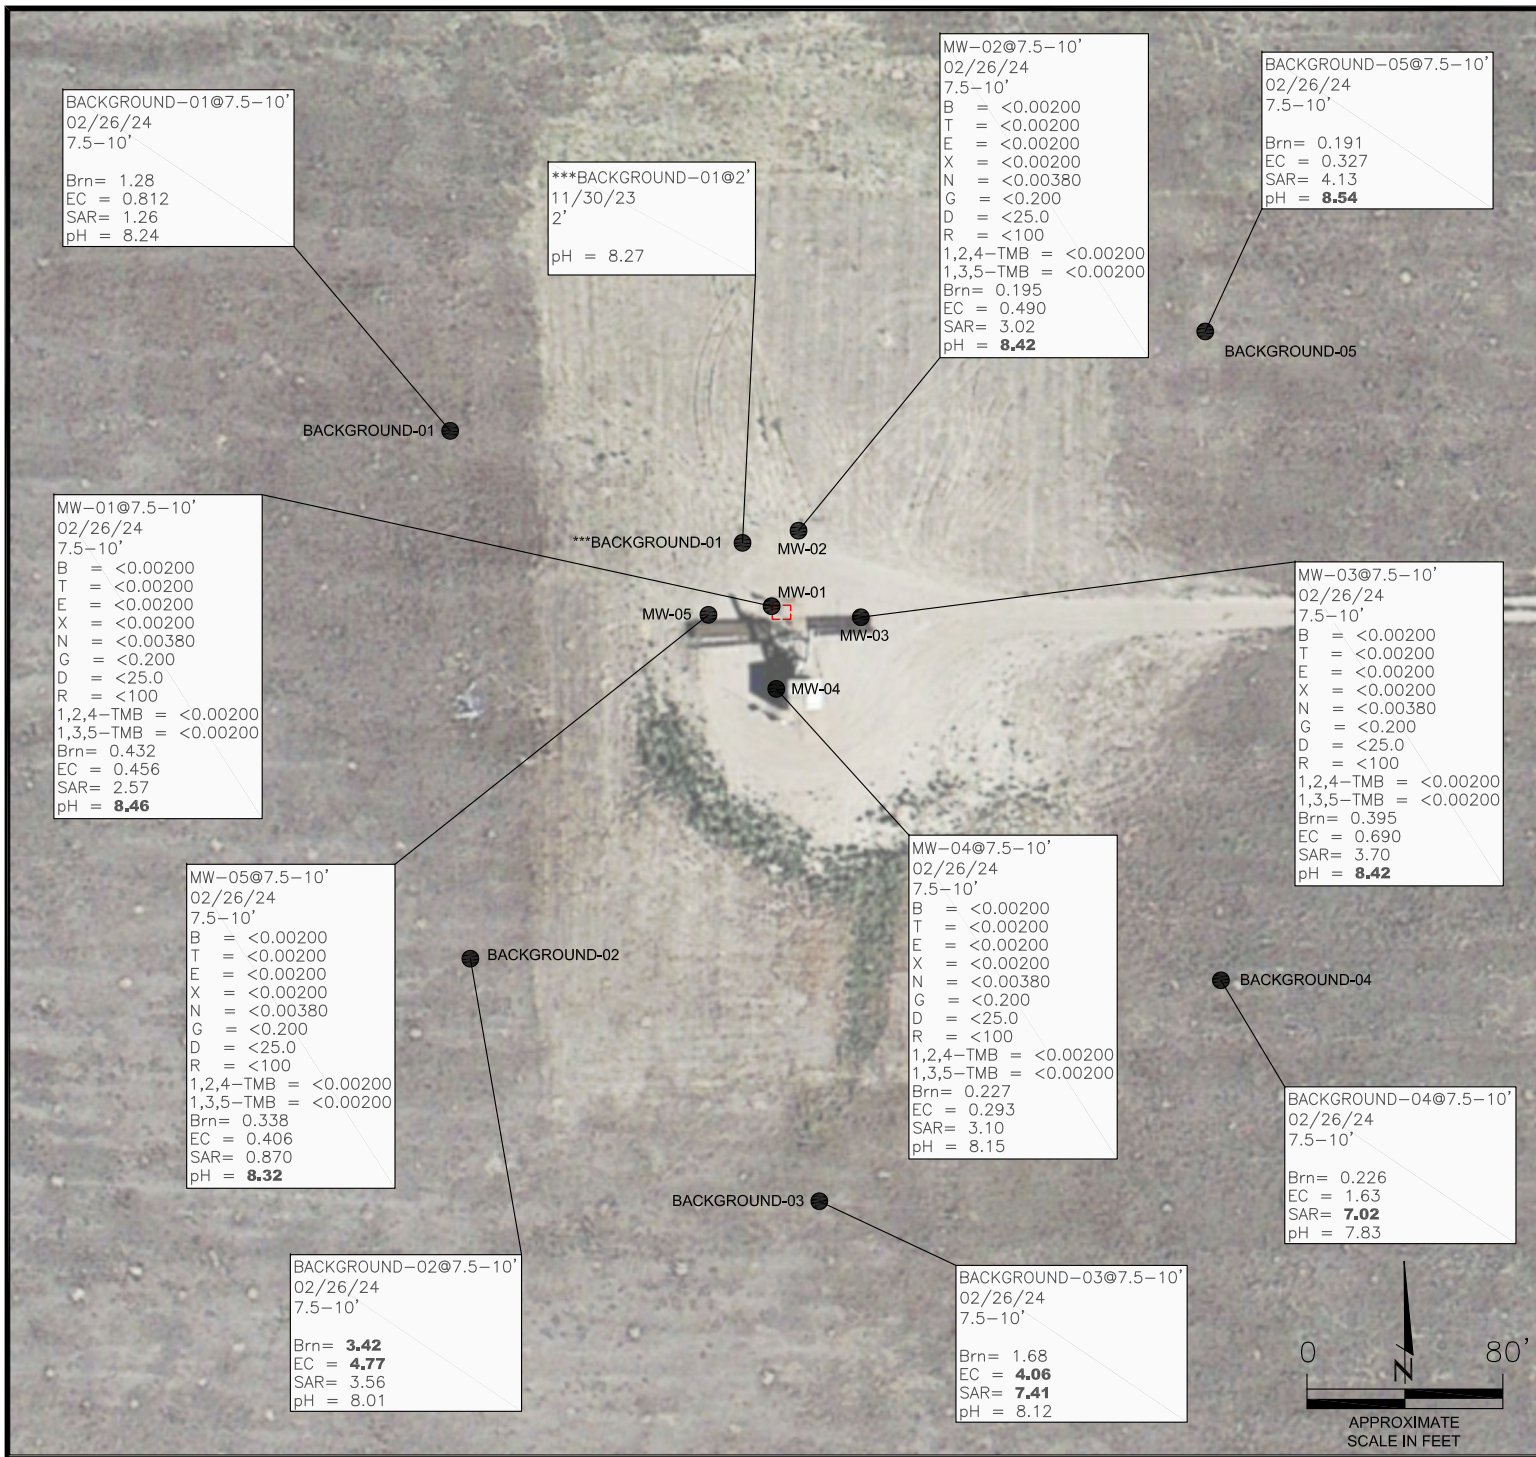 BACKGROUND-01@7.5-10'
02/26/24
7.5-10'
Brn= 1.28
EC = 0.812
SAR= 1.26
pH = 8.24
***BACKGROUND-01@2'
11/30/23
2'
pH = 8.27
MW-02@7.5-10'
02/26/24
7.5-10'
B = <0.00200
T = <0.00200
E = <0.00200
X = <0.00200
N = <0.00380
G = <0.200
D = <25.0
R = <100
1,2,4-TMB = <0.00200
1,3,5-TMB = <0.00200
Brn= 0.195
EC = 0.490
SAR= 3.02
pH = 8.42
BACKGROUND-05@7.5-10'
02/26/24
7.5-10'
Brn= 0.191
EC = 0.327
SAR= 4.13
pH = 8.54
BACKGROUND-05
BACKGROUND-01
***BACKGROUND-01
MW-02
MW-01
MW-05
MW-03
MW-04
MW-01@7.5-10'
02/26/24
7.5-10'
B = <0.00200
T = <0.00200
E = <0.00200
X = <0.00200
N = <0.00380
G = <0.200
D = <25.0
R = <100
1,2,4-TMB = <0.00200
1,3,5-TMB = <0.00200
Brn= 0.432
EC = 0.456
SAR= 2.57
pH = 8.46
MW-03@7.5-10'
02/26/24
7.5-10'
B = <0.00200
T = <0.00200
E = <0.00200
X = <0.00200
N = <0.00380
G = <0.200
D = <25.0
R = <100
1,2,4-TMB = <0.00200
1,3,5-TMB = <0.00200
Brn= 0.395
EC = 0.690
SAR= 3.70
pH = 8.42
MW-05@7.5-10'
02/26/24
7.5-10'
B = <0.00200
T = <0.00200
E = <0.00200
X = <0.00200
N = <0.00380
G = <0.200
D = <25.0
R = <100
1,2,4-TMB = <0.00200
1,3,5-TMB = <0.00200
Brn= 0.338
EC = 0.406
SAR= 0.870
pH = 8.32
MW-04@7.5-10'
02/26/24
7.5-10'
B = <0.00200
T = <0.00200
E = <0.00200
X = <0.00200
N = <0.00380
G = <0.200
D = <25.0
R = <100
1,2,4-TMB = <0.00200
1,3,5-TMB = <0.00200
Brn= 0.227
EC = 0.293
SAR= 3.10
pH = 8.15
BACKGROUND-02
BACKGROUND-04
BACKGROUND-03
BACKGROUND-04@7.5-10'
02/26/24
7.5-10'
Brn= 0.226
EC = 1.63
SAR= 7.02
pH = 7.83
BACKGROUND-02@7.5-10'
02/26/24
7.5-10'
Brn= 3.42
EC = 4.77
SAR= 3.56
pH = 8.01
BACKGROUND-03@7.5-10'
02/26/24
7.5-10'
Brn= 1.68
EC = 4.06
SAR= 7.41
pH = 8.12
0 N 80'
APPROXIMATE
SCALE IN FEET